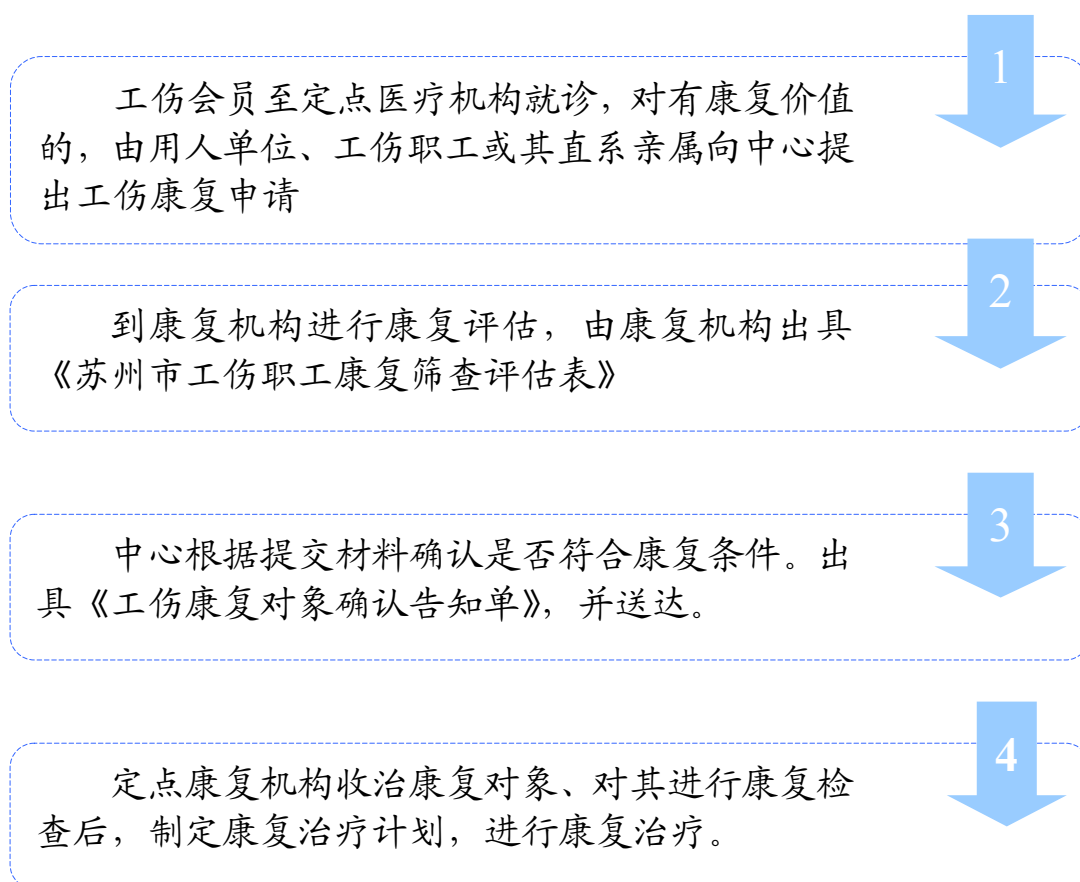 1
工伤会员至定点医疗机构就诊，对有康复价值
的，由用人单位、工伤职工或其直系亲属向中心提
出工伤康复申请
2
到康复机构进行康复评估，由康复机构出具
《苏州市工伤职工康复筛查评估表》
3
中心根据提交材料确认是否符合康复条件。出
具《工伤康复对象确认告知单》，并送达。
4
定点康复机构收治康复对象、对其进行康复检
查后，制定康复治疗计划，进行康复治疗。